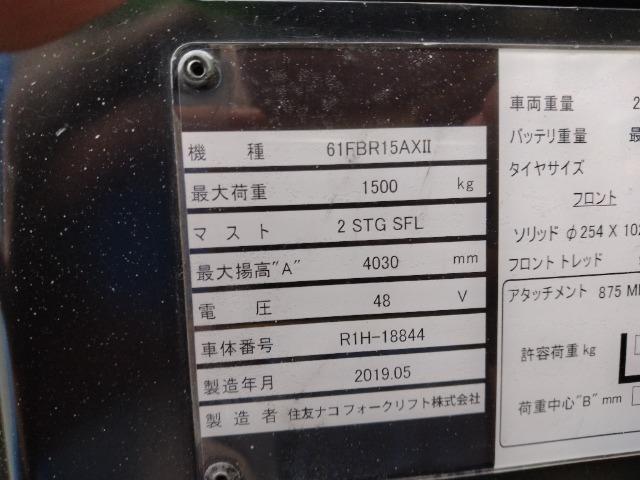 機 種 61FBR15AXII
最大荷重 1500 kg
マスト 2 STG SFL
最大揚高"A" 4030 mm
電 圧 48 V
車体番号 R1H-18844
製造年月 2019.05
製造者 住友ナコ フォークリフト株式会社
車両重量 2
バッテリ重量 最
タイヤサイズ
フロント
ソリッド φ254 X 102
フロントトレッド
アタッチメント 875
許容荷重 kg
荷重中心"B" mm